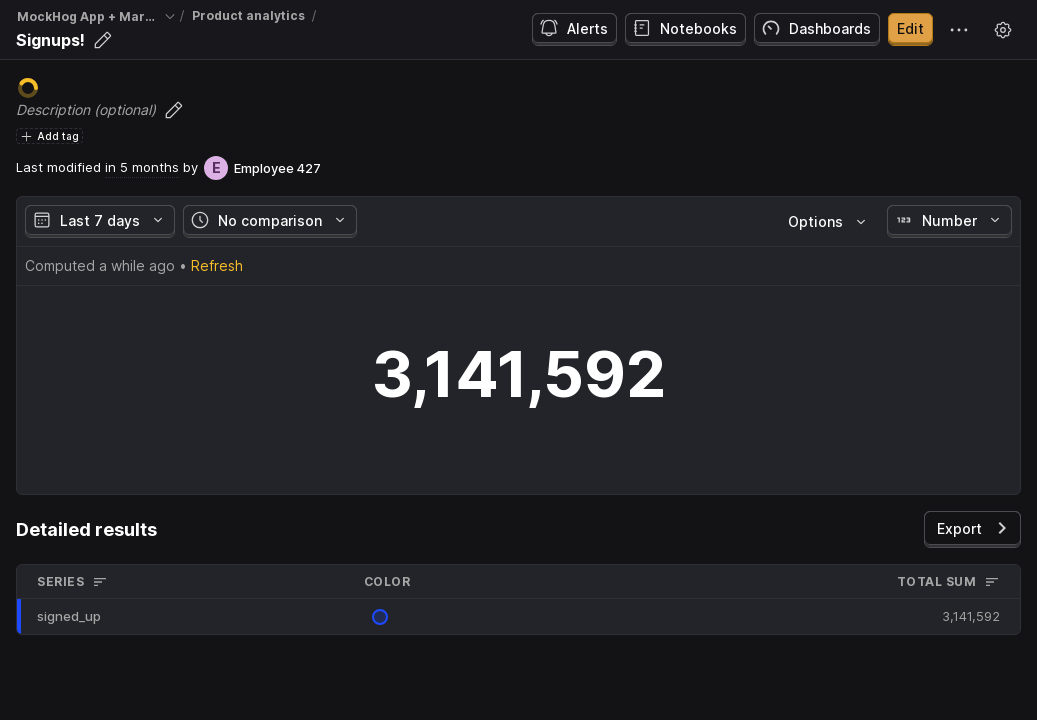 MockHog App + Mar... / Product analytics /
Signups!
Alerts
Notebooks
Dashboards
Edit
Description (optional)
Add tag
Last modified in 5 months by E Employee 427
Last 7 days
No comparison
Options
123 Number
Computed a while ago • Refresh
3,141,592
Detailed results
Export
SERIES COLOR TOTAL SUM
signed_up 3,141,592